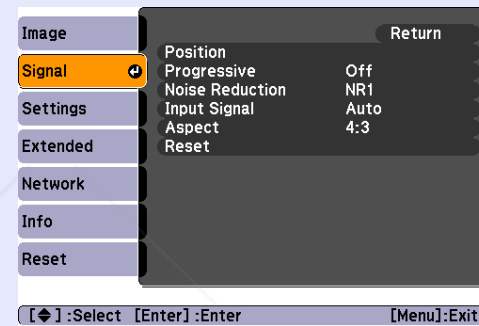 Image
Signal
Settings
Extended
Network
Info
Reset
Return
Position
Progressive Off
Noise Reduction NR1
Input Signal Auto
Aspect 4:3
Reset
[◆] :Select [Enter] :Enter [Menu]:Exit